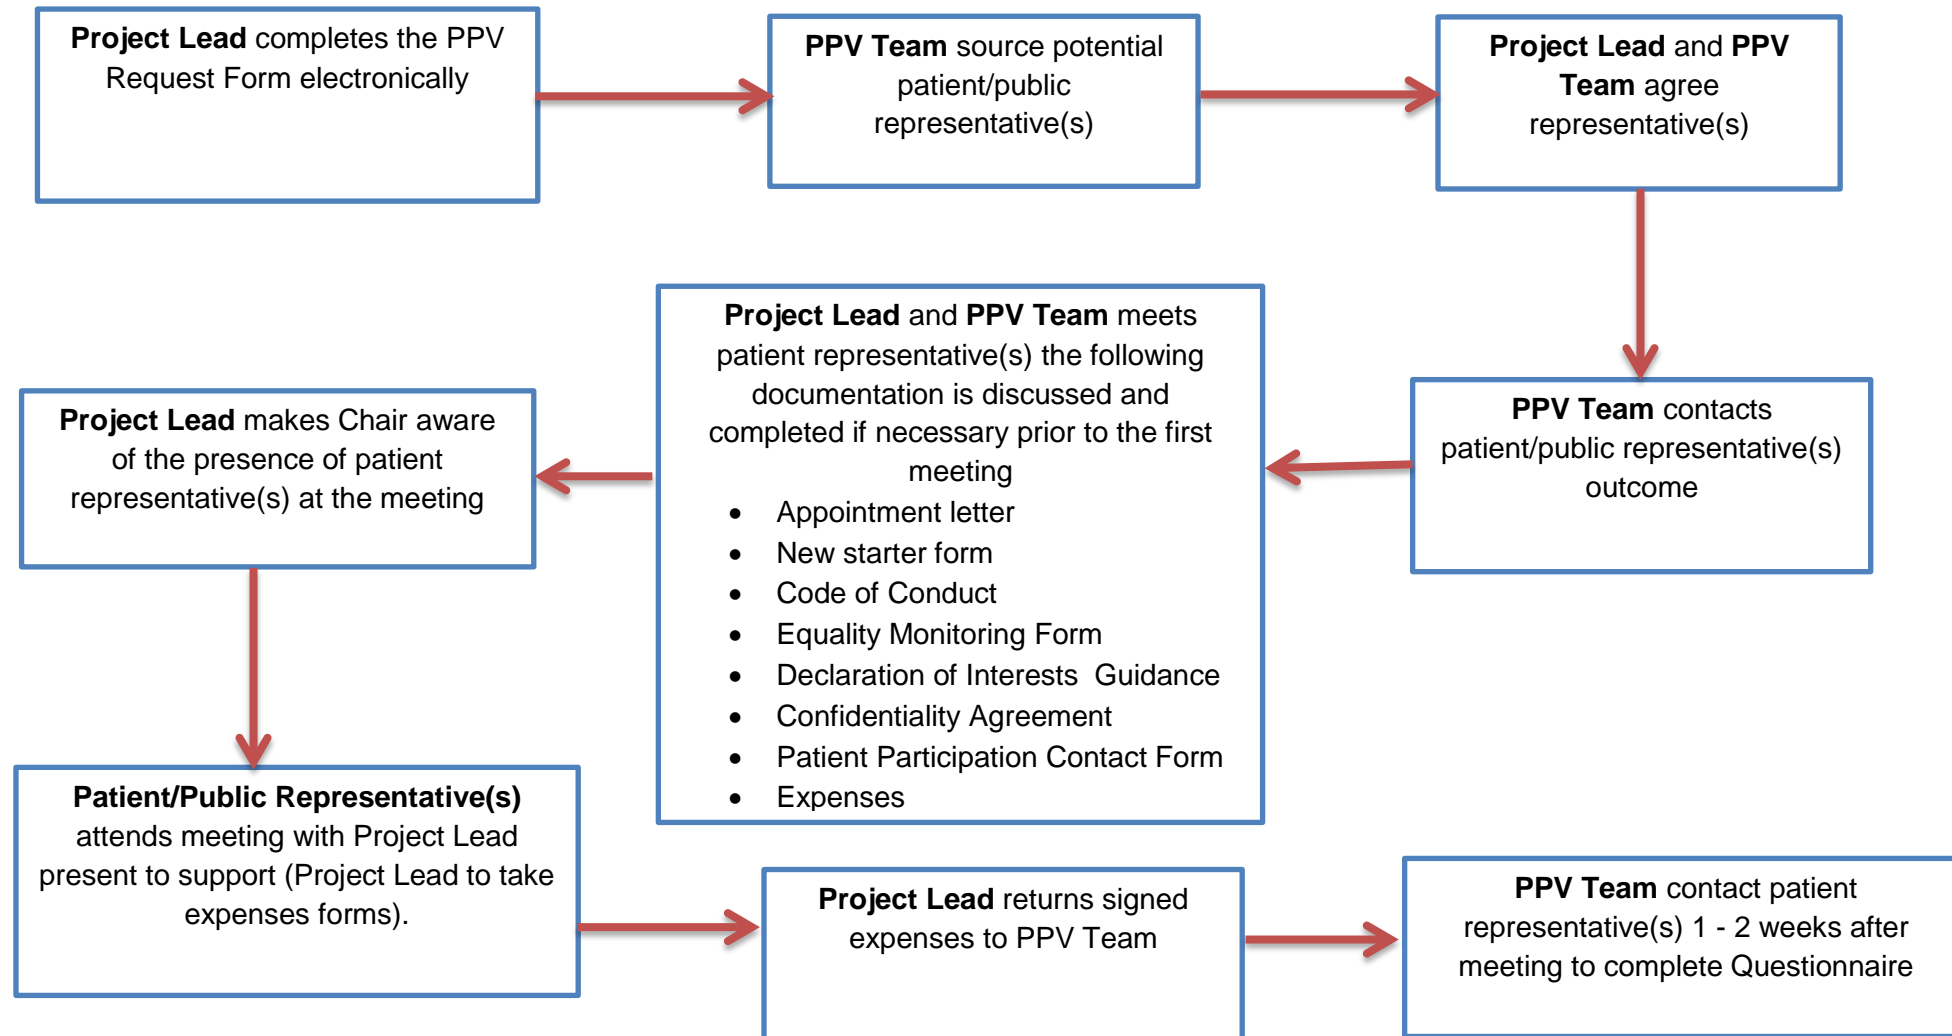 Project Lead completes the PPV
Request Form electronically
PPV Team source potential
patient/public
representative(s)
Project Lead and PPV
Team agree
representative(s)
PPV Team contacts
patient/public representative(s)
outcome
Project Lead and PPV Team meets
patient representative(s) the following
documentation is discussed and
completed if necessary prior to the first
meeting
• Appointment letter
• New starter form
• Code of Conduct
• Equality Monitoring Form
• Declaration of Interests  Guidance
• Confidentiality Agreement
• Patient Participation Contact Form
• Expenses
Project Lead makes Chair aware
of the presence of patient
representative(s) at the meeting
Patient/Public Representative(s)
attends meeting with Project Lead
present to support (Project Lead to take
expenses forms).
Project Lead returns signed
expenses to PPV Team
PPV Team contact patient
representative(s) 1 - 2 weeks after
meeting to complete Questionnaire